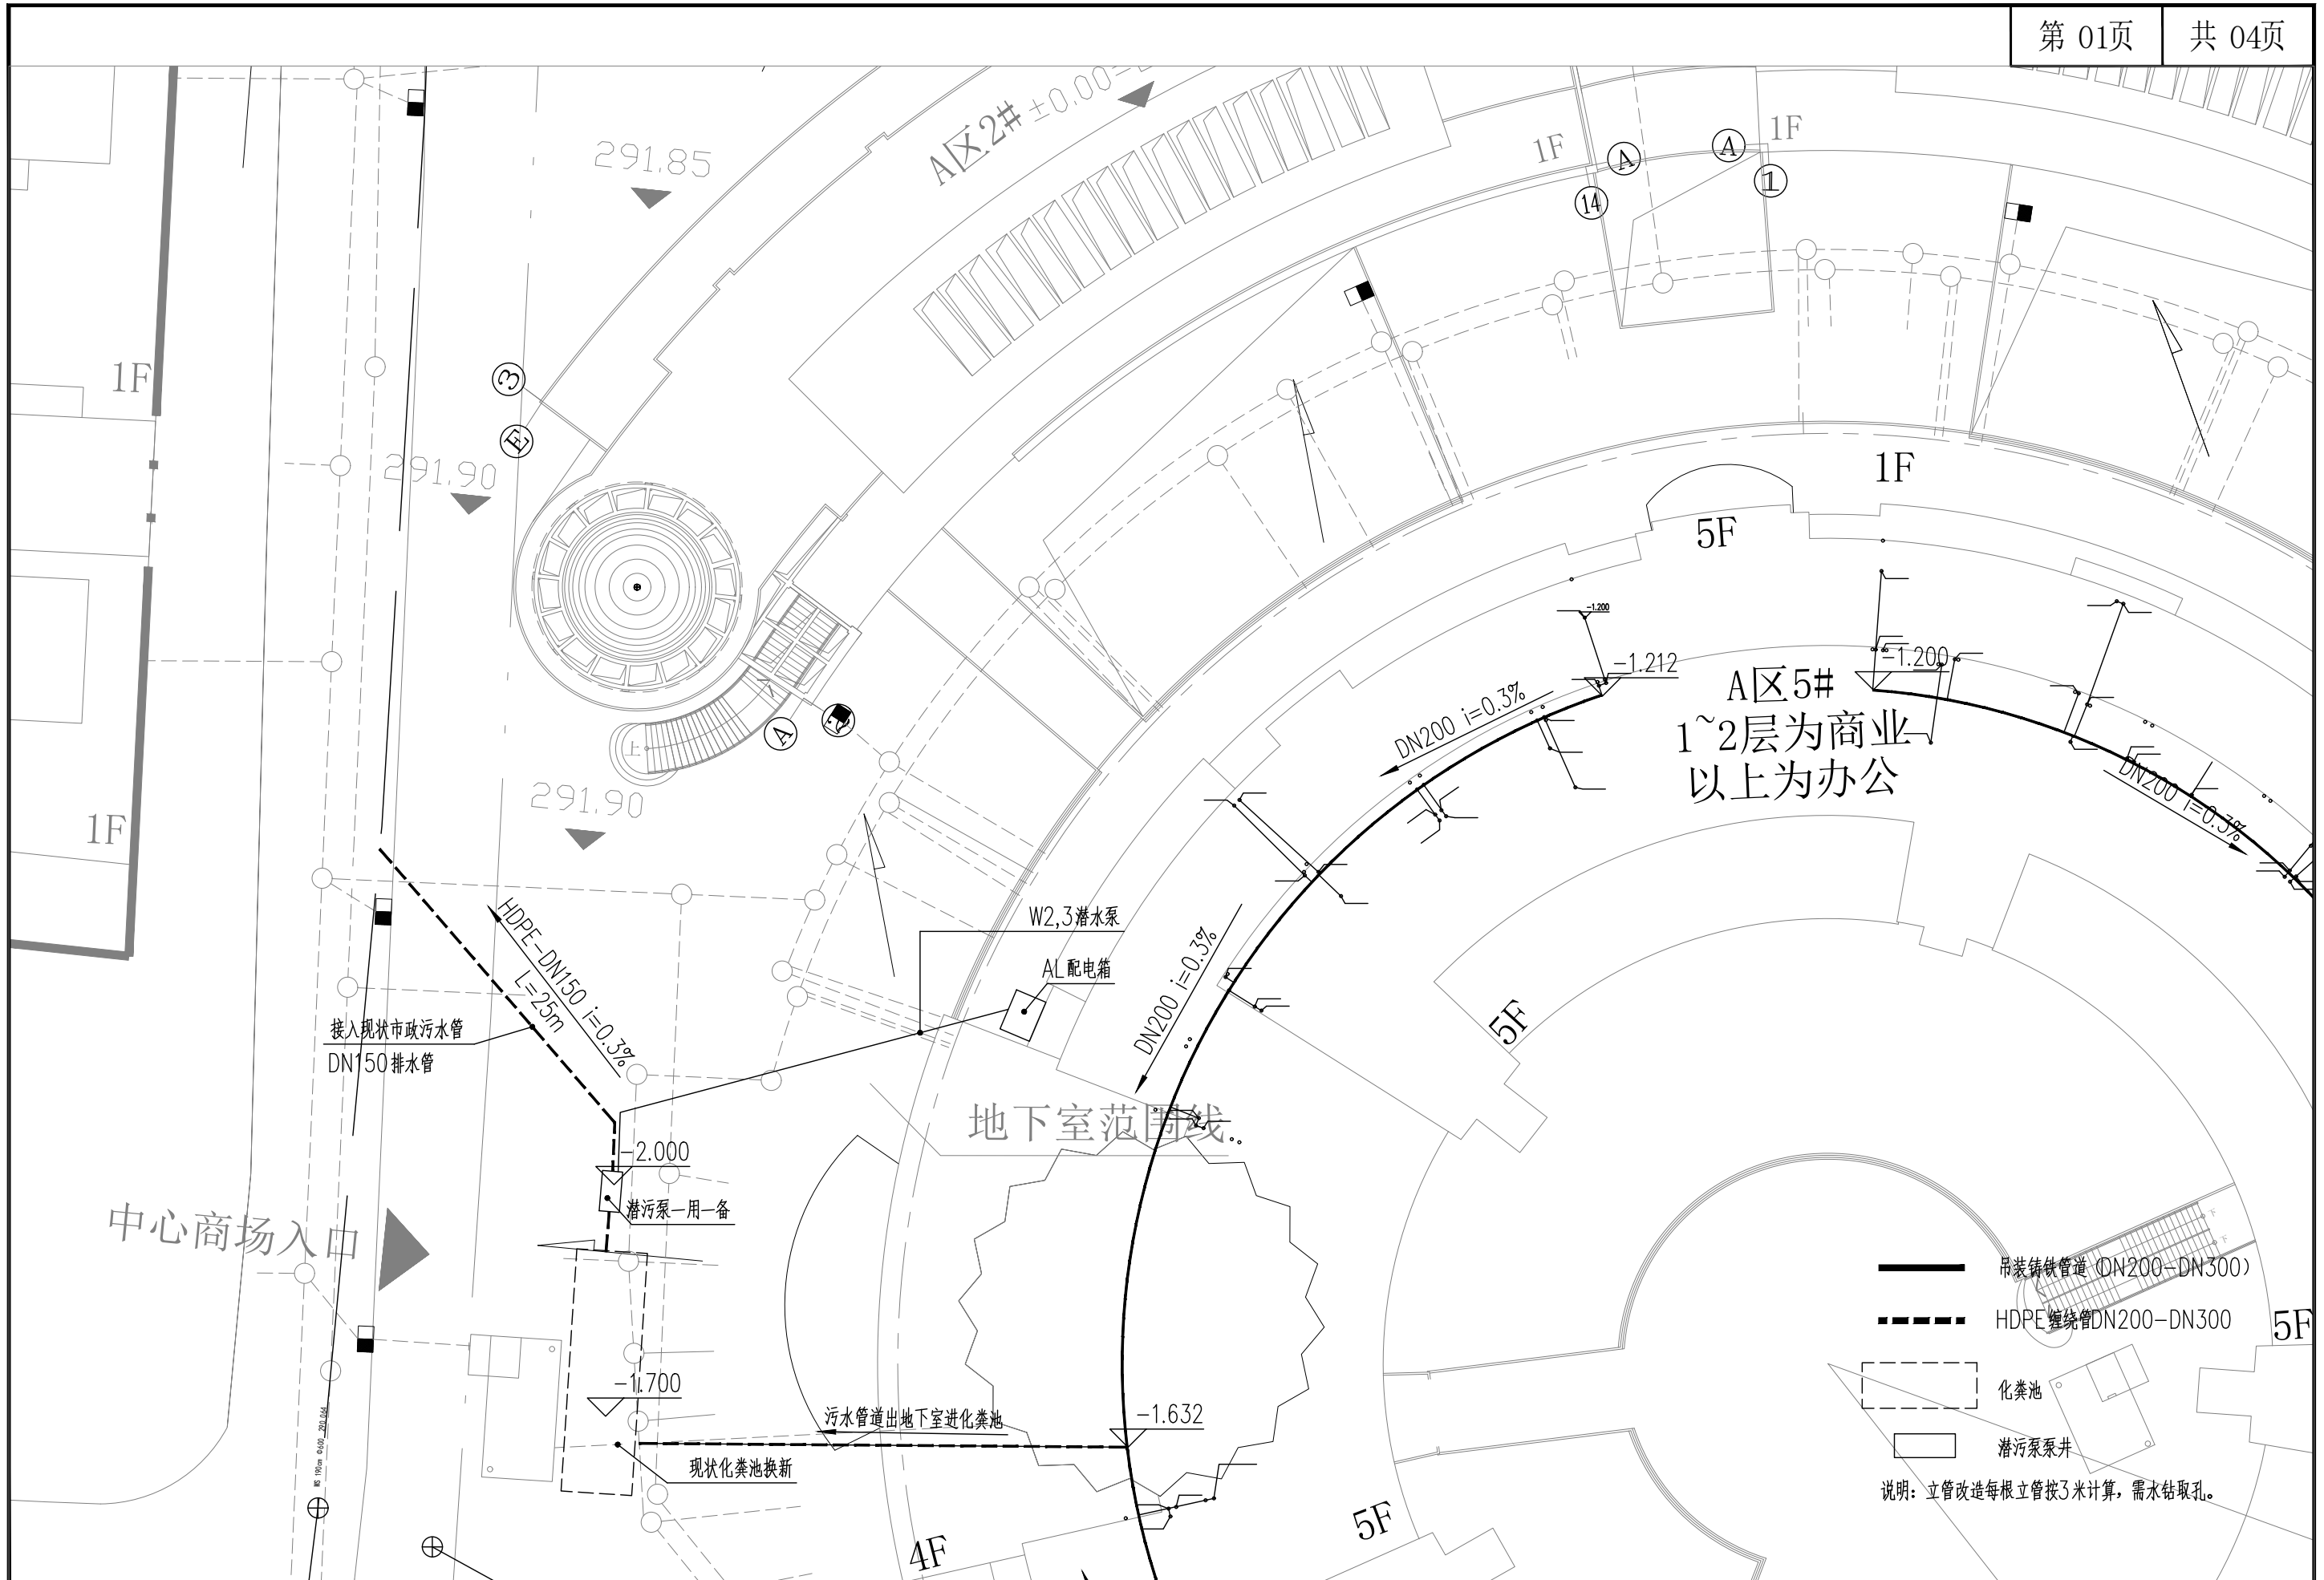 第 01页
共 04页
291.85
A区2# ±0.00
1F
A
A
1F
14
1
1F
3
E
291.90
1F
5F
-1.200
-1.212
-1.200
A区5#
1~2层为商业
以上为办公
DN200 i=0.3%
DN200 i=0.3%
上
A
291.90
1F
W2,3潜水泵
AL配电箱
HDPE-DN150 i=0.3%
L=25m
DN200 i=0.3%
接入现状市政污水管
DN150排水管
5F
地下室范围线
-2.000
潜污泵一用一备
中心商场入口
下
下
吊装铸铁管道(DN200-DN300)
HDPE缠绕管DN200-DN300
5F
-1.700
化粪池
污水管道出地下室进化粪池
-1.632
潜污泵泵井
现状化粪池换新
说明：立管改造每根立管按3米计算，需水钻取孔。
5F
4F